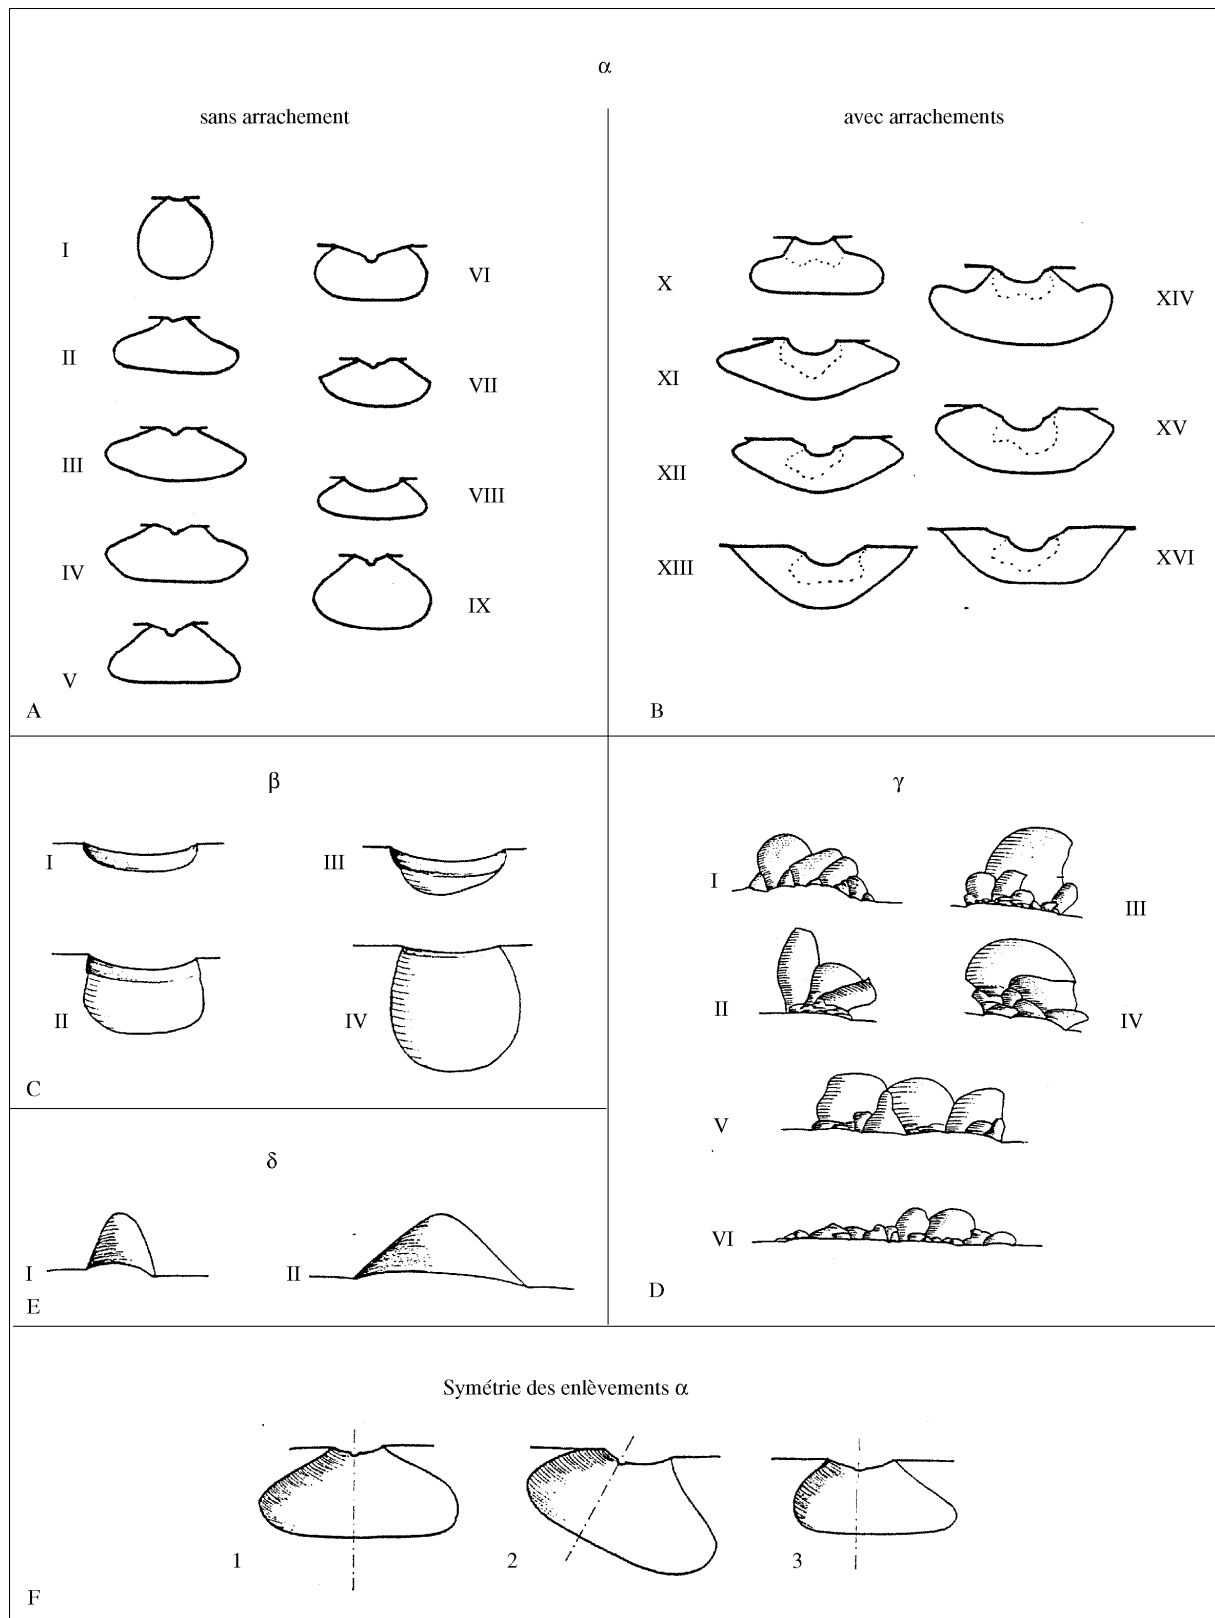 α
sans arrachement
I
II
III
IV
V
VI
VII
VIII
IX
A
avec arrachements
X
XI
XII
XIII
XIV
XV
XVI
B
β
I
II
III
IV
C
γ
I
II
III
IV
V
VI
D
δ
I
II
E
Symétrie des enlèvements α
1
2
3
F